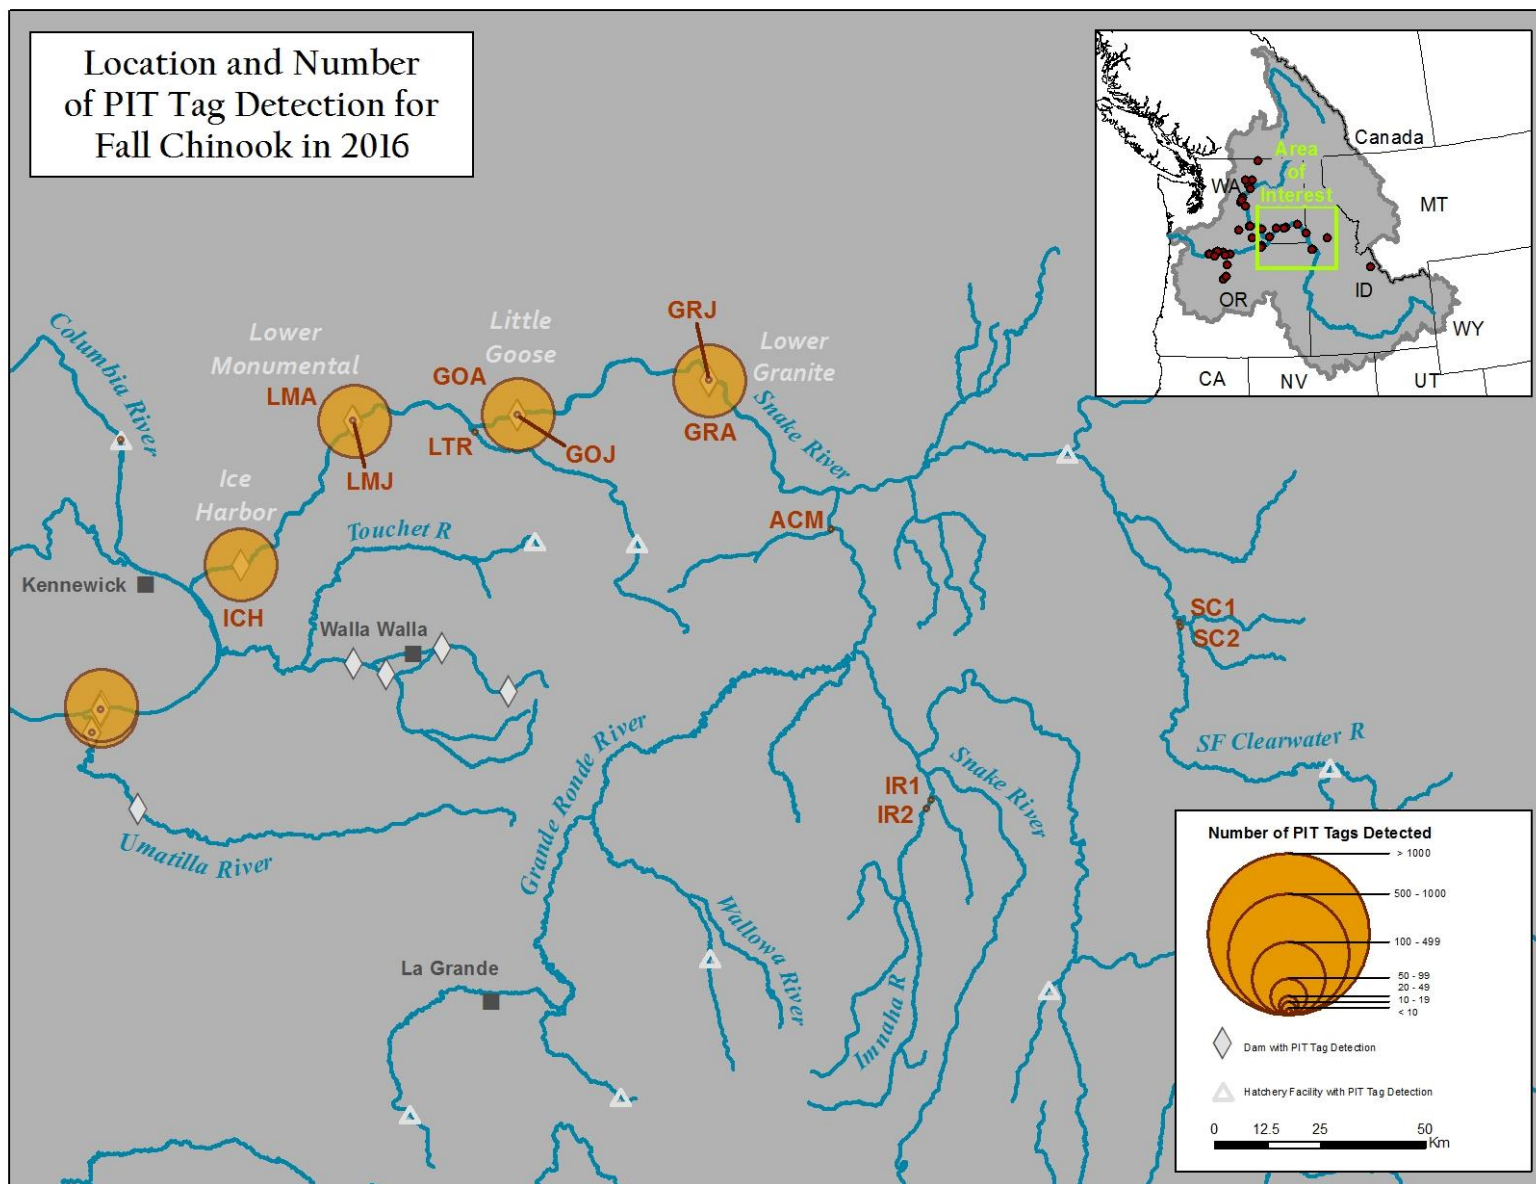 Location and Number
of PIT Tag Detection for
Fall Chinook in 2016
Canada
Area
of
Interest
WA
MT
OR
ID
WY
CA
NV
UT
Columbia River
Lower
Monumental
LMA
LMJ
Little
Goose
GOA
LTR
GOJ
GRJ
Lower
Granite
GRA
Snake River
Ice
Harbor
ICH
Touchet R
ACM
Kennewick
Walla Walla
SC1
SC2
Umatilla River
Grande Ronde River
Snake River
IR1
IR2
SF Clearwater R
Wallowa River
Imnaha R
La Grande
Number of PIT Tags Detected
> 1000
500 - 1000
100 - 499
50 - 99
20 - 49
10 - 19
< 10
Dam with PIT Tag Detection
Hatchery Facility with PIT Tag Detection
0 12.5 25 50
Km